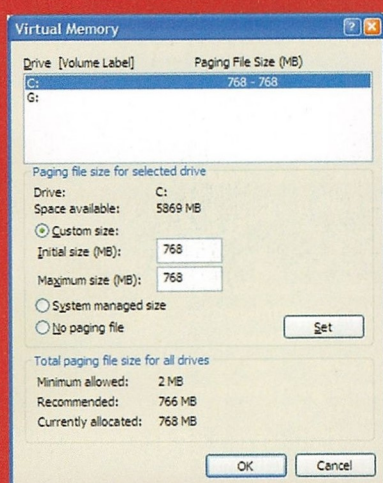 Virtual Memory
Drive [Volume Label] Paging File Size (MB)
C: 768 - 768
G:
Paging file size for selected drive
Drive: C:
Space available: 5869 MB
Custom size:
Initial size (MB): 768
Maximum size (MB): 768
System managed size
No paging file Set
Total paging file size for all drives
Minimum allowed: 2 MB
Recommended: 766 MB
Currently allocated: 768 MB
OK Cancel